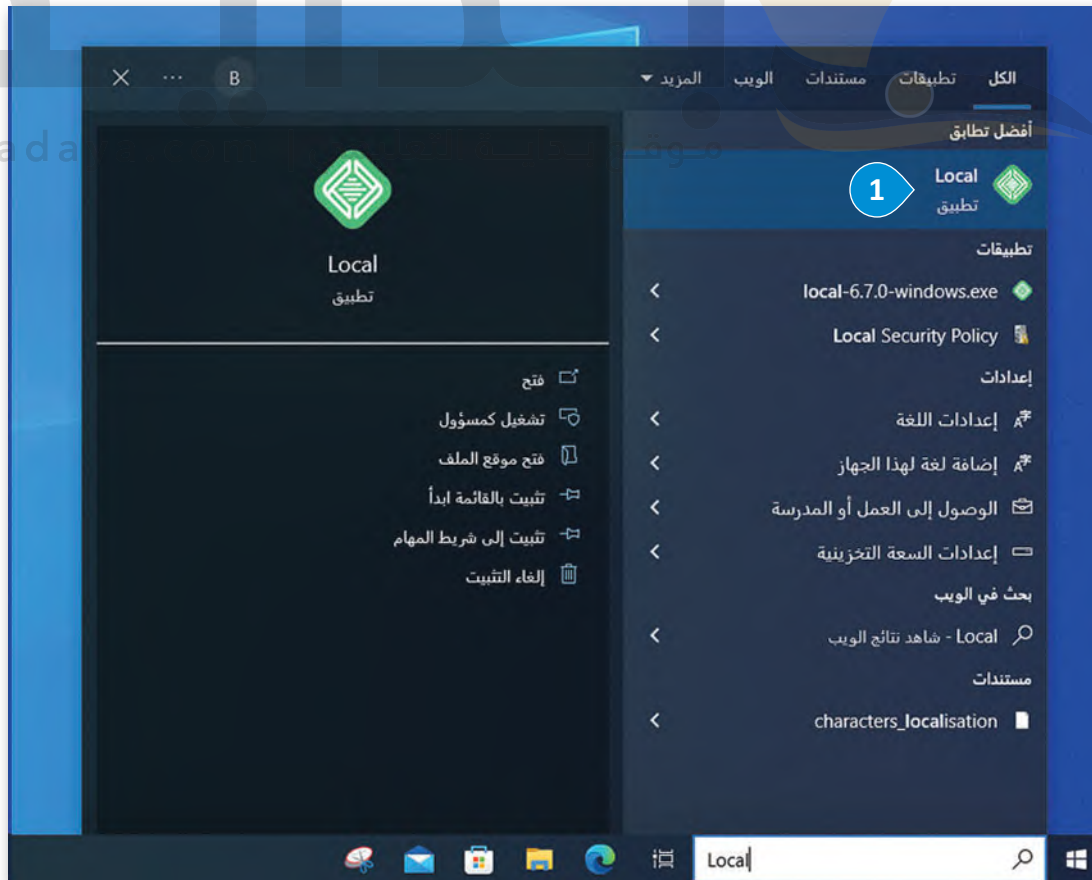 الكل تطبيقات مستندات الويب المزيد
B ...
أفضل تطابق
Local
تطبيق
1
تطبيقات
local-6.7.0-windows.exe
Local Security Policy
إعدادات
إعدادات اللغة
إضافة لغة لهذا الجهاز
الوصول إلى العمل أو المدرسة
إعدادات السعة التخزينية
بحث في الويب
Local - شاهد نتائج الويب
مستندات
characters_localisation
Local
تطبيق
فتح
تشغيل كمسؤول
فتح موقع الملف
تثبيت بالقائمة ابدأ
تثبيت إلى شريط المهام
إلغاء التثبيت
Local